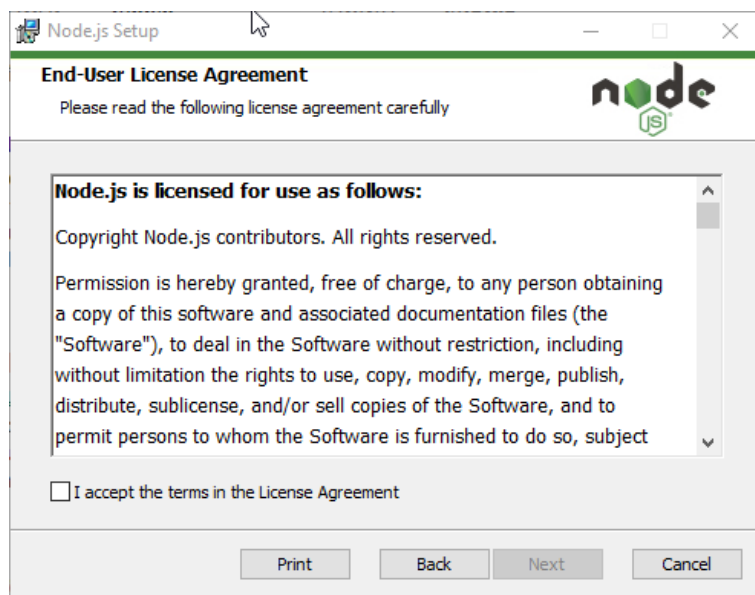 Node.js Setup
End-User License Agreement
Please read the following license agreement carefully
node
JS
Node.js is licensed for use as follows:
Copyright Node.js contributors. All rights reserved.
Permission is hereby granted, free of charge, to any person obtaining
a copy of this software and associated documentation files (the
"Software"), to deal in the Software without restriction, including
without limitation the rights to use, copy, modify, merge, publish,
distribute, sublicense, and/or sell copies of the Software, and to
permit persons to whom the Software is furnished to do so, subject
I accept the terms in the License Agreement
Print
Back
Next
Cancel